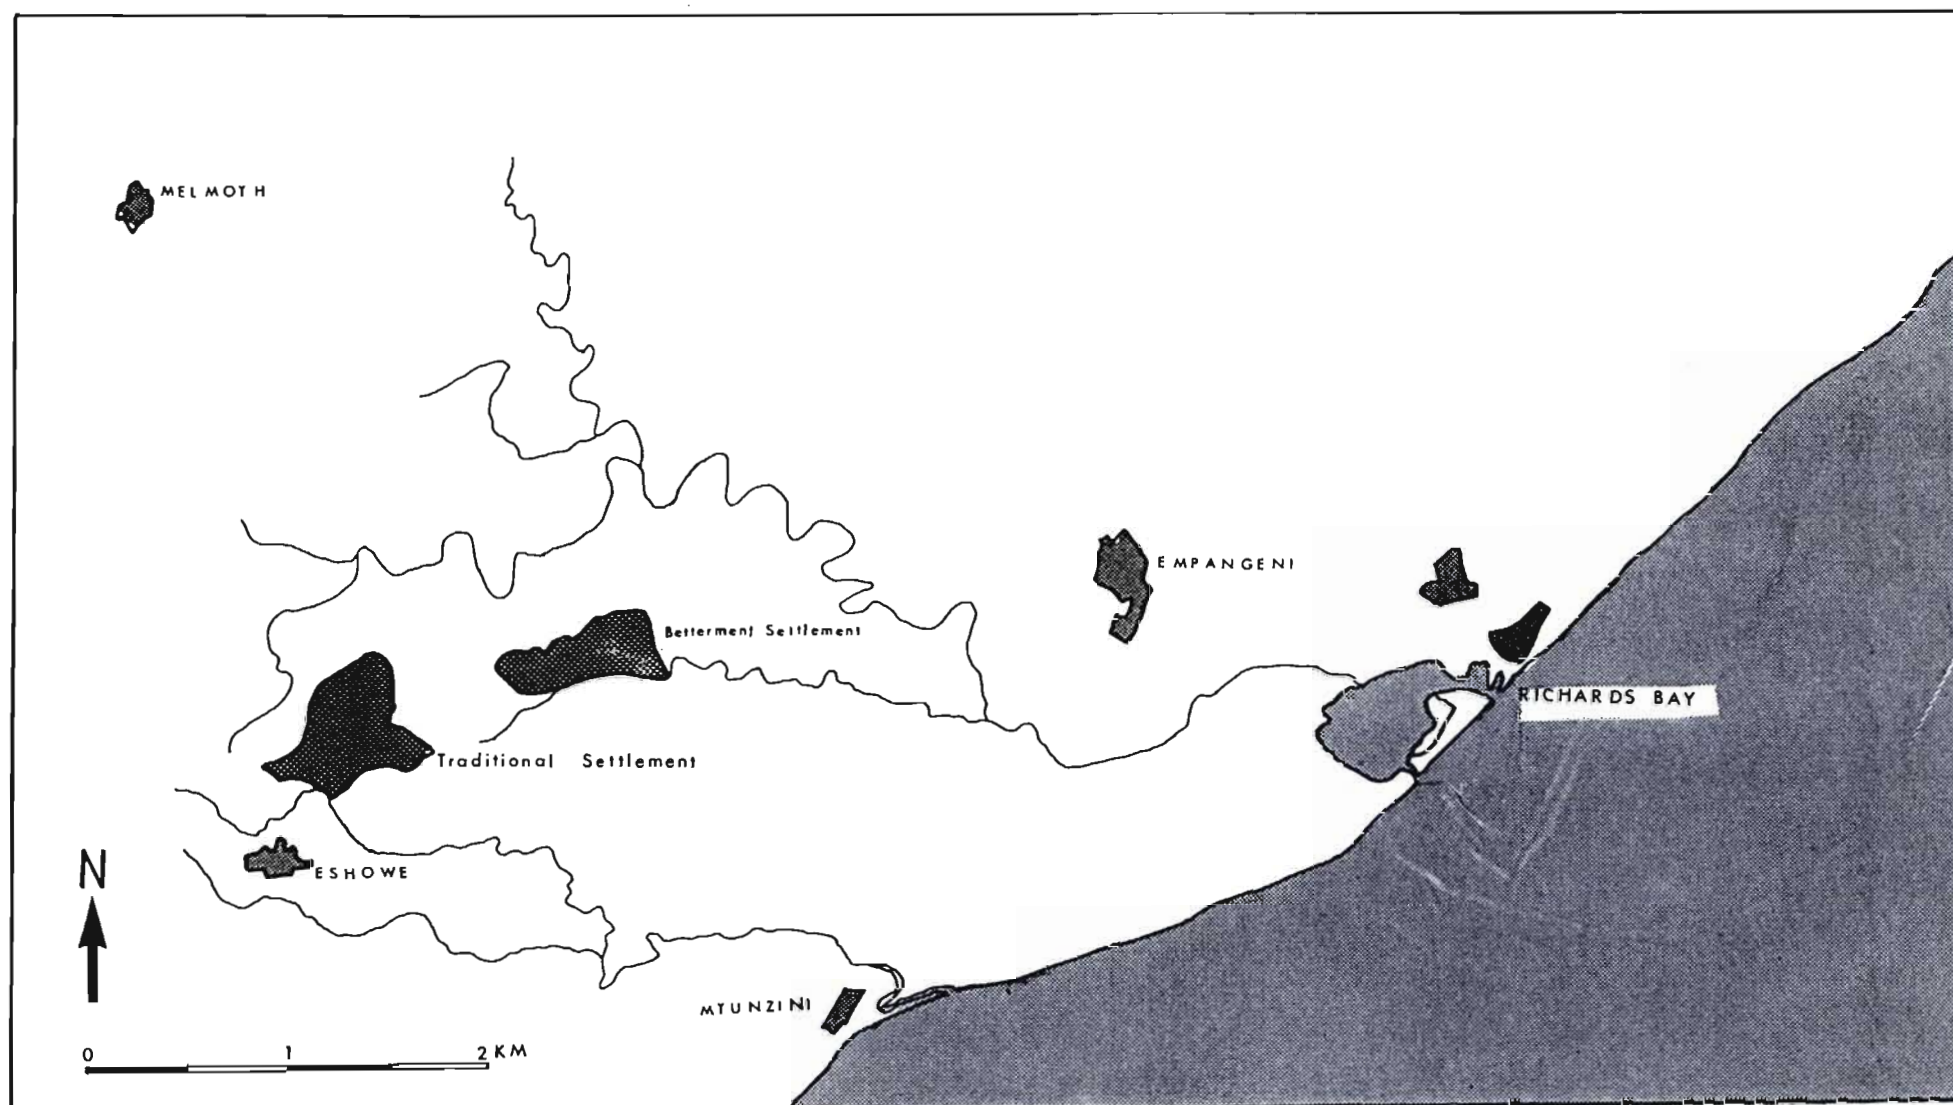 MELMOTH
EMPANGENI
Betterment Settlement
RICHARDS BAY
Traditional Settlement
N
ESHOWE
MTUNZINI
0 1 2 KM